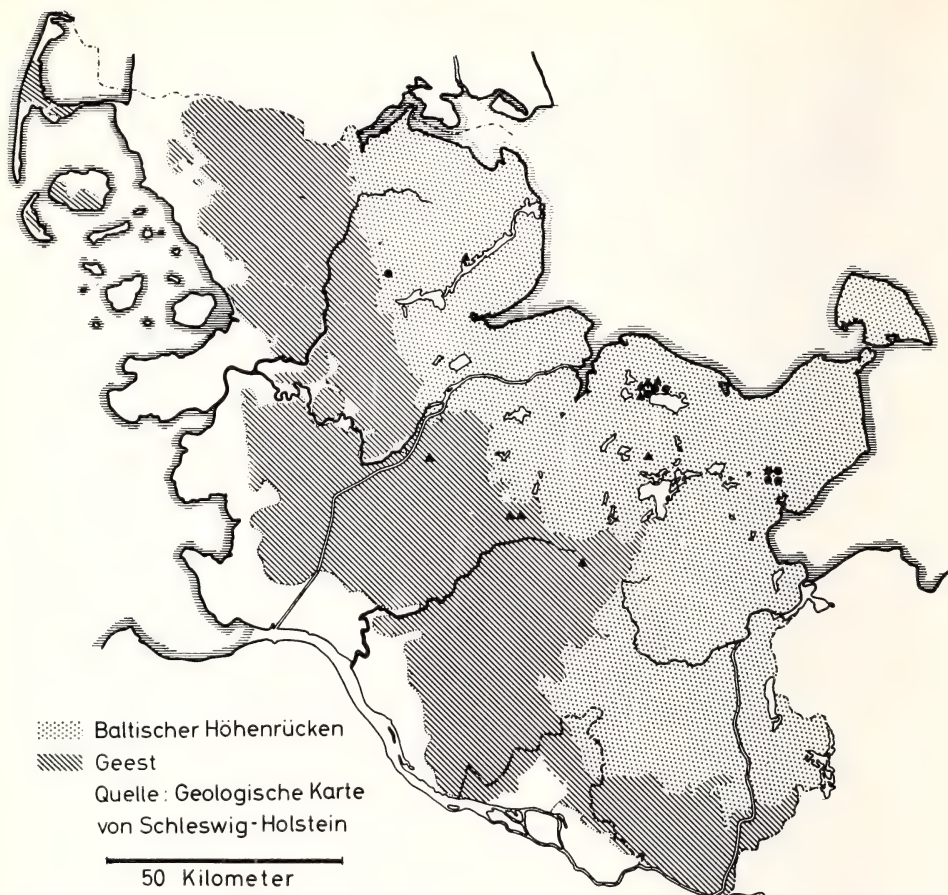 Baltischer Höhenrücken
Geest
Quelle: Geologische Karte
von Schleswig-Holstein
50 Kilometer